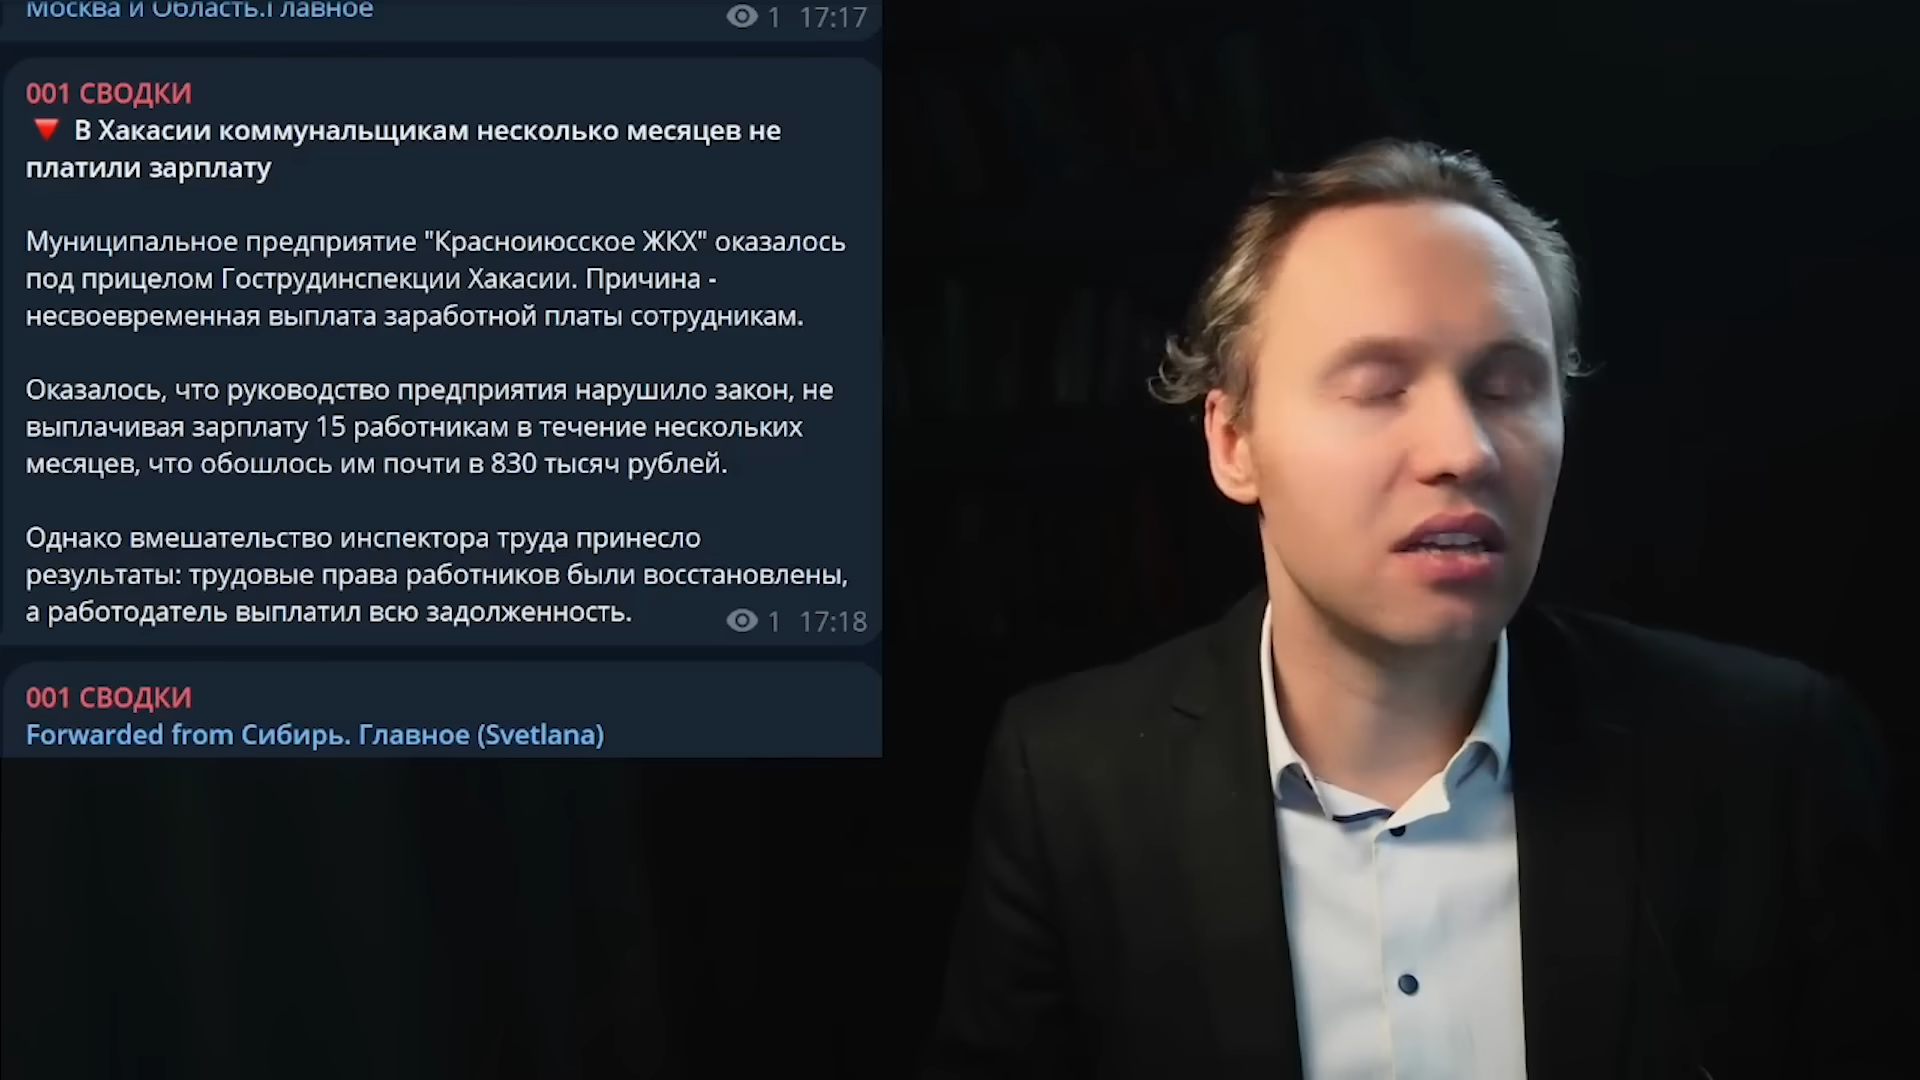 Москва и Область.Главное
1 17:17
001 СВОДКИ
В Хакасии коммунальщикам несколько месяцев не
платили зарплату
Муниципальное предприятие "Красноиюсское ЖКХ" оказалось
под прицелом Гострудинспекции Хакасии. Причина -
несвоевременная выплата заработной платы сотрудникам.
Оказалось, что руководство предприятия нарушило закон, не
выплачивая зарплату 15 работникам в течение нескольких
месяцев, что обошлось им почти в 830 тысяч рублей.
Однако вмешательство инспектора труда принесло
результаты: трудовые права работников были восстановлены,
а работодатель выплатил всю задолженность.
1 17:18
001 СВОДКИ
Forwarded from Сибирь. Главное (Svetlana)